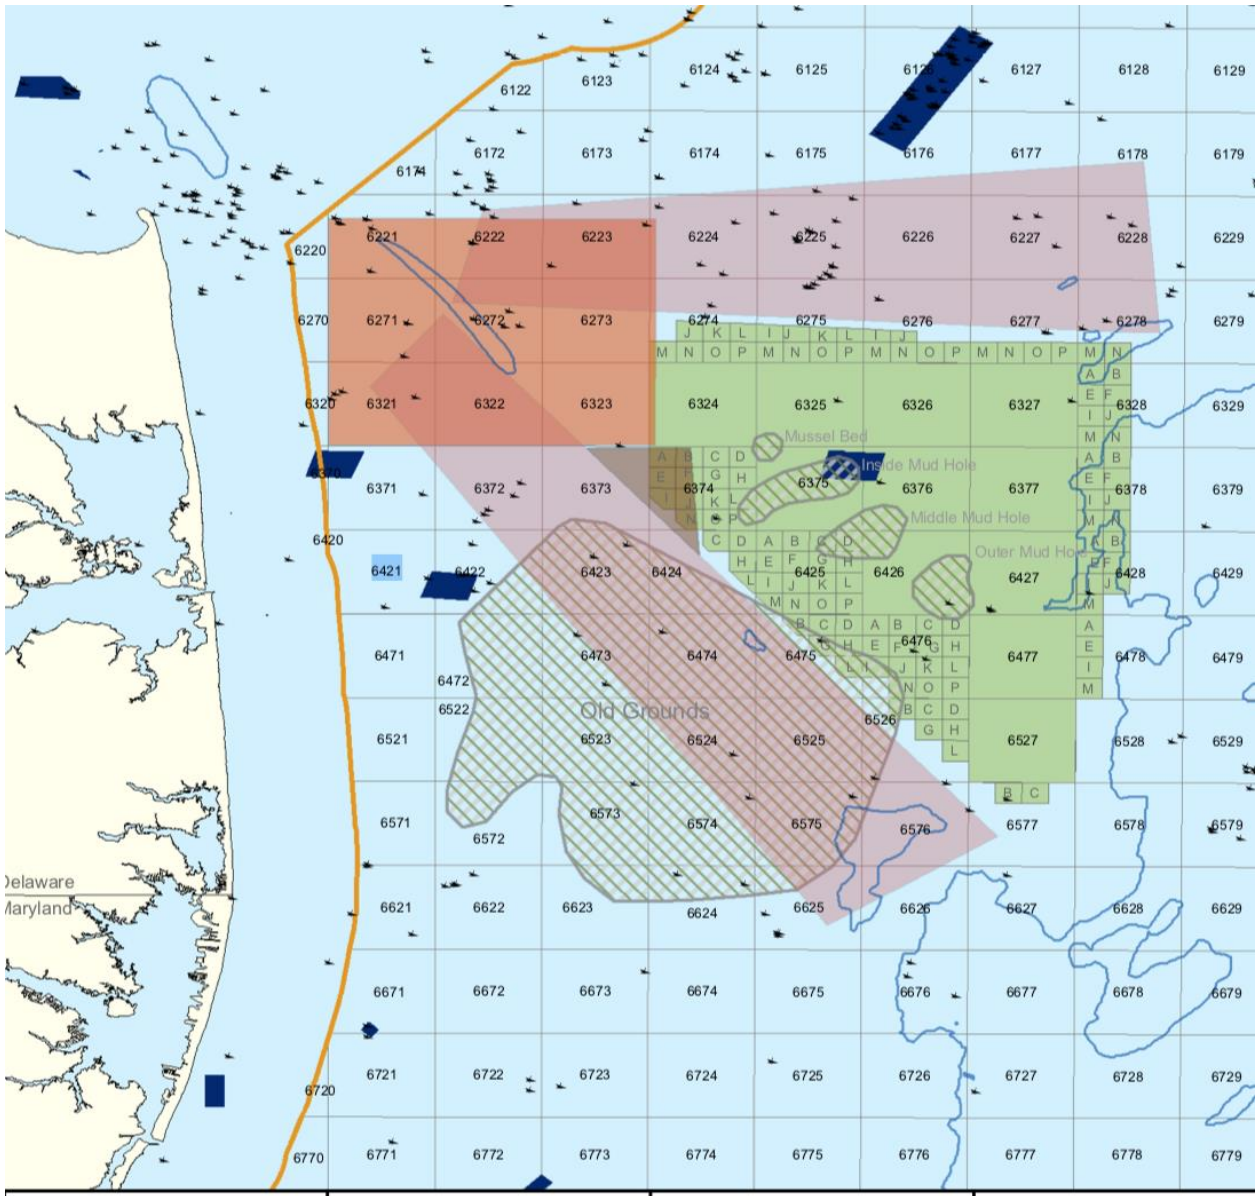 6124 6125 6126 6127 6128 6129
6122 6123
6172 6173 6174 6175 6176 6177 6178 6179
6174
6220 6221 6222 6223 6224 6225 6226 6227 6228 6229
6270 6271 6272 6273 6274 6275 6276 6277 6278 6279
J K L I J K L I J
M N O P M N O P M N O P M N O P M N
A B
6320 6321 6322 6323 6324 6325 6326 6327 E F 6328 6329
I J
Mussel Bed M N
A B C D A B
Inside Mud Hole
6370 6371 6372 6373 E F G H 6374 6375 6376 6377 E F 6378 6379
I J K L I J
N O P M N
Middle Mud Hole
6420 C D A B C D A B
Outer Mud Hole
H E F G H E F
6421 6422 6423 6424 6425 6426 6427 6428 6429
L I J K L J
M N O P M
B C D A B C D A
6476
G H E F G H E
6471 6473 6474 6475 6477 6478 6479
L I J K L I
6472 N O P M
6522 Old Grounds 6526 B C D
G H
6521 6523 6524 6525 6527 6528 6529
L
B C
6571 6572 6573 6574 6575 6576 6577 6578 6579
Delaware
Maryland
6621 6622 6623 6624 6625 6626 6627 6628 6629
6671 6672 6673 6674 6675 6676 6677 6678 6679
6720 6721 6722 6723 6724 6725 6726 6727 6728 6729
6770 6771 6772 6773 6774 6775 6776 6777 6778 6779